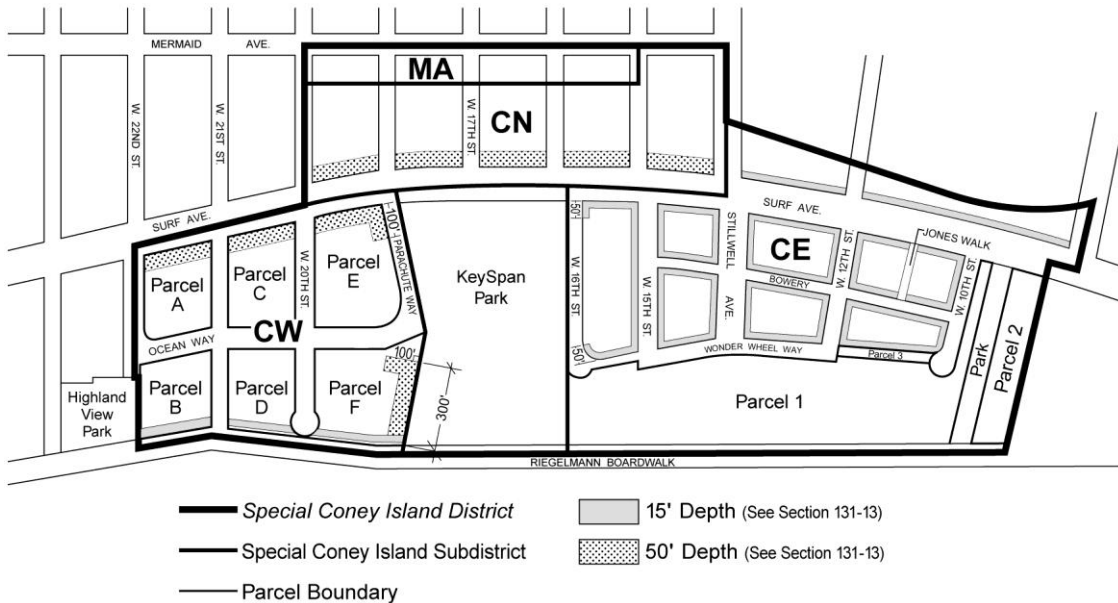 MERMAID AVE.
MA
CN
W. 17TH ST.
W. 22ND ST.
W. 21ST ST.
SURF AVE.
100'
PARACHUTE WAY
Parcel
A
Parcel
C
W. 20TH ST.
Parcel
E
KeySpan
Park
50'
W. 16TH ST.
50'
W. 15TH ST.
STILLWELL
AVE.
SURF AVE.
CE
BOWERY
W. 12TH ST.
JONES WALK
W. 10TH ST.
WONDER WHEEL WAY
Parcel 3
Park
Parcel 2
CW
OCEAN WAY
100'
300'
Highland
View
Park
Parcel
B
Parcel
D
Parcel
F
Parcel 1
RIEGELMANN BOARDWALK
Special Coney Island District
Special Coney Island Subdistrict
Parcel Boundary
15' Depth (See Section 131-13)
50' Depth (See Section 131-13)